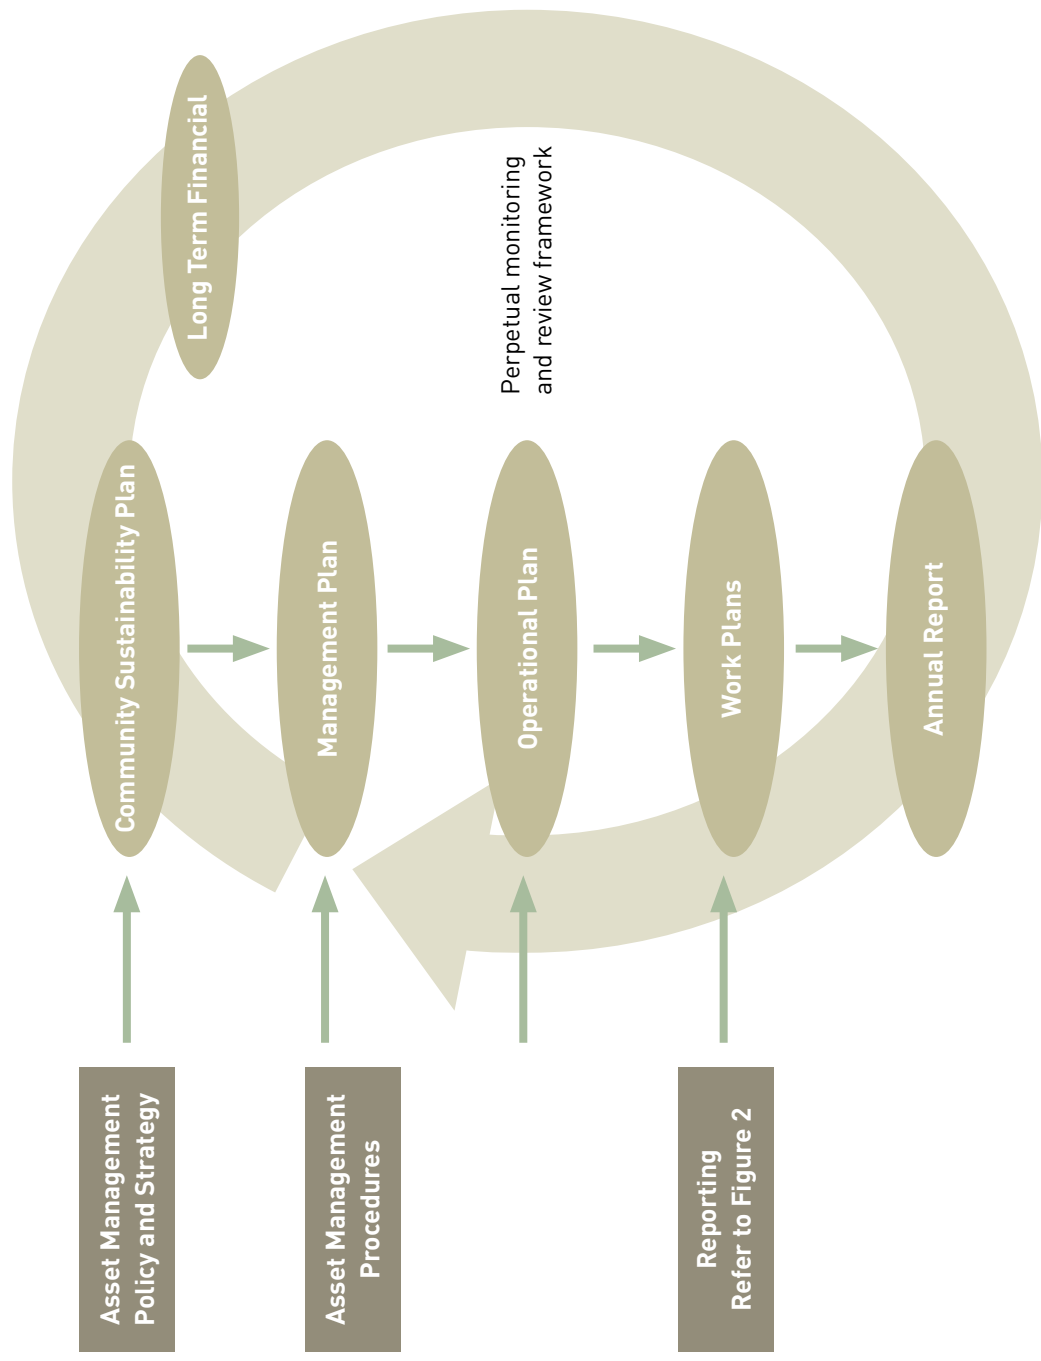 Asset Management
Policy and Strategy
Community Sustainability Plan
Long Term Financial
Asset Management
Procedures
Management Plan
Operational Plan
Perpetual monitoring
and review framework
Reporting
Refer to Figure 2
Work Plans
Annual Report